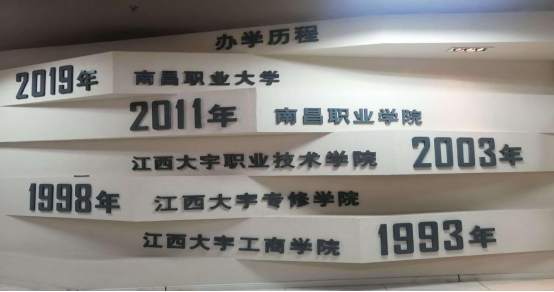 办学历程
2019年 南昌职业大学
2011年 南昌职业学院
江西大宇职业技术学院 2003年
1998年 江西大宇专修学院
江西大宇工商学院 1993年